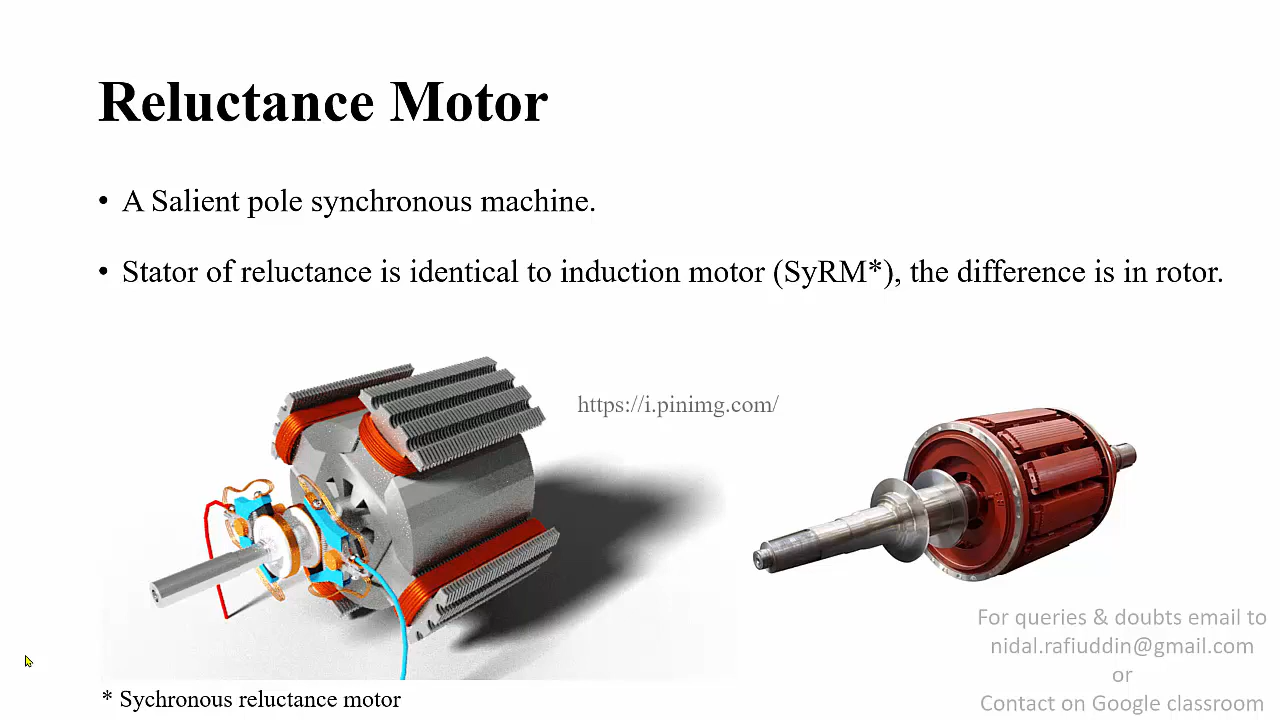 Reluctance Motor
• A Salient pole synchronous machine.
• Stator of reluctance is identical to induction motor (SyRM*), the difference is in rotor.
https://i.pinimg.com/
For queries & doubts email to
nidal.rafiuddin@gmail.com
or
Contact on Google classroom
* Sychronous reluctance motor